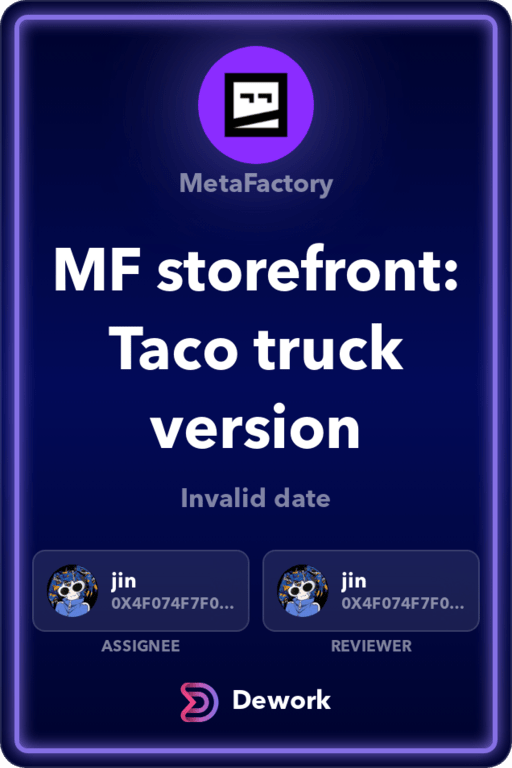 MetaFactory
MF storefront:
Taco truck
version
Invalid date
jin
0X4F074F7F0...
ASSIGNEE
jin
0X4F074F7F0...
REVIEWER
Dework